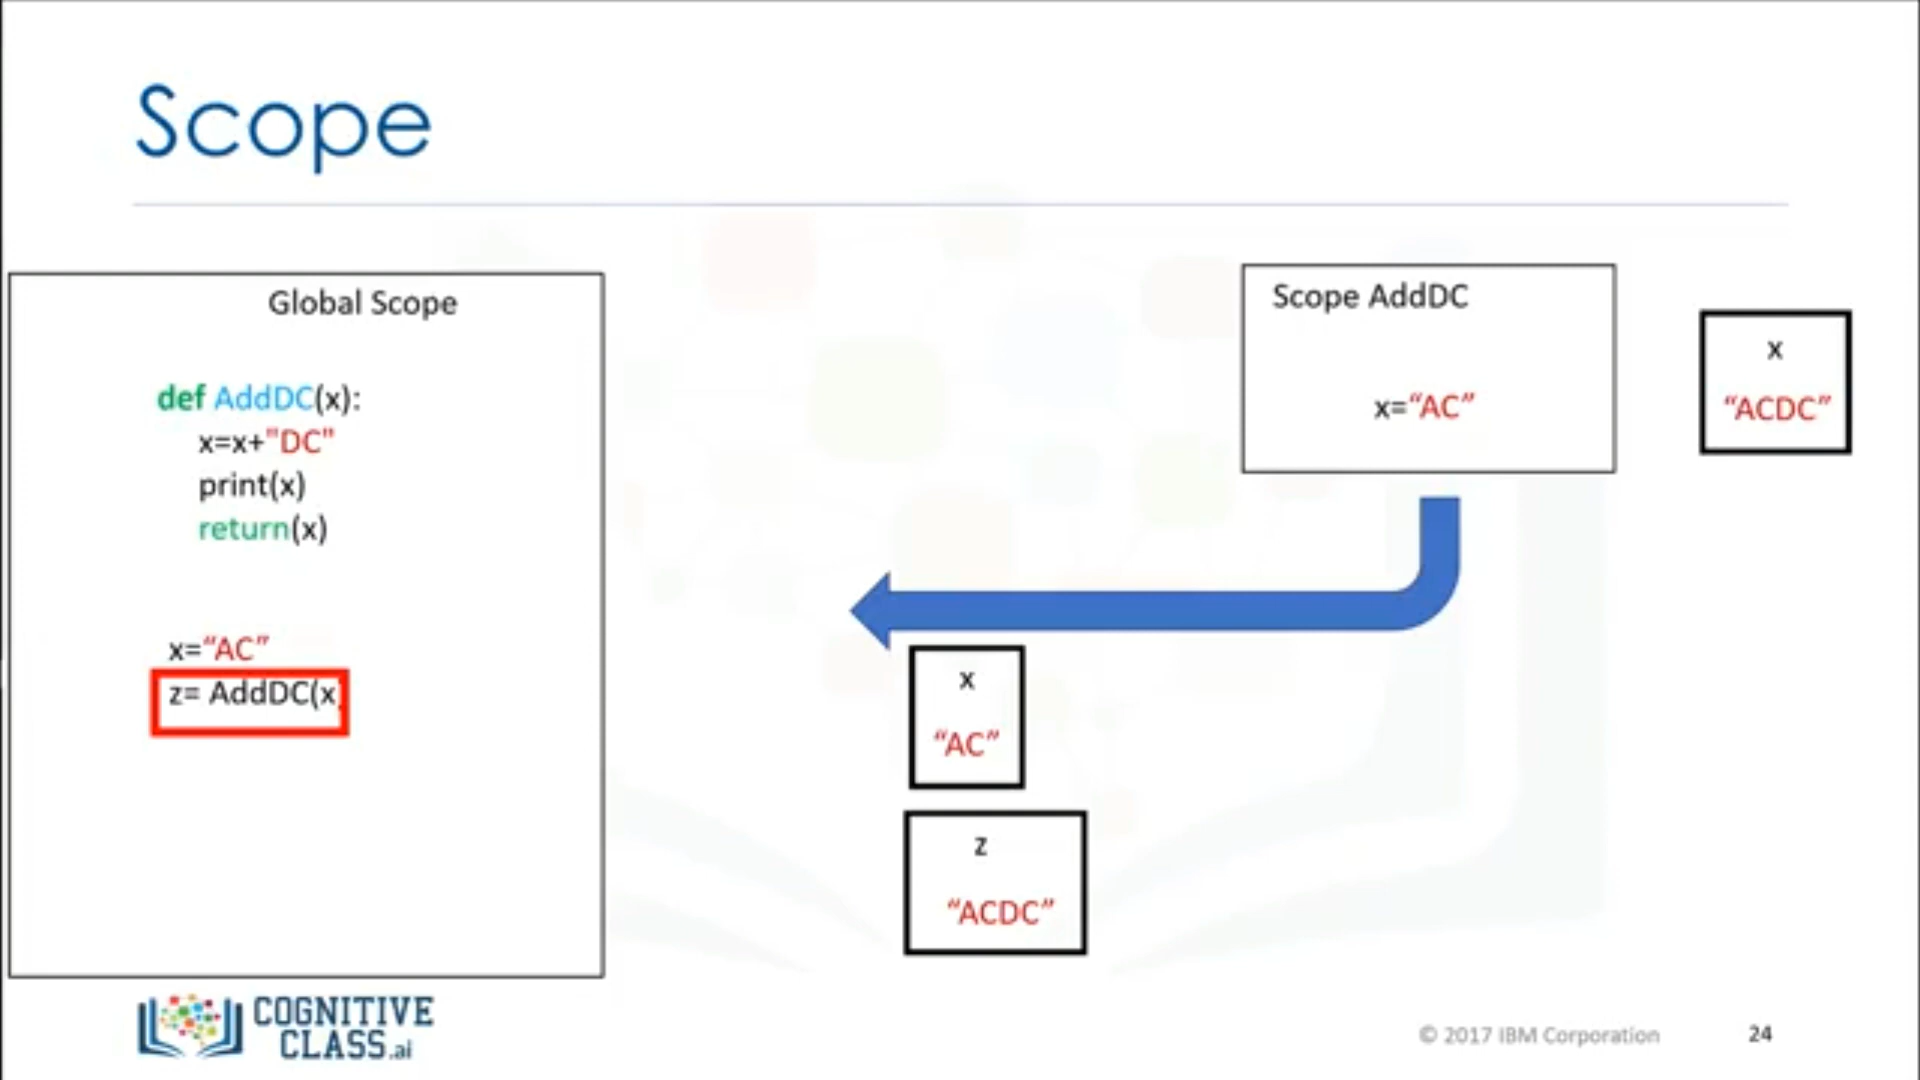 Scope
Global Scope
def AddDC(x):
x=x+"DC"
print(x)
return(x)
x=“AC”
z= AddDC(x
Scope AddDC
x=“AC”
x
“ACDC”
x
“AC”
z
“ACDC”
COGNITIVE
CLASS.ai
© 2017 IBM Corporation
24